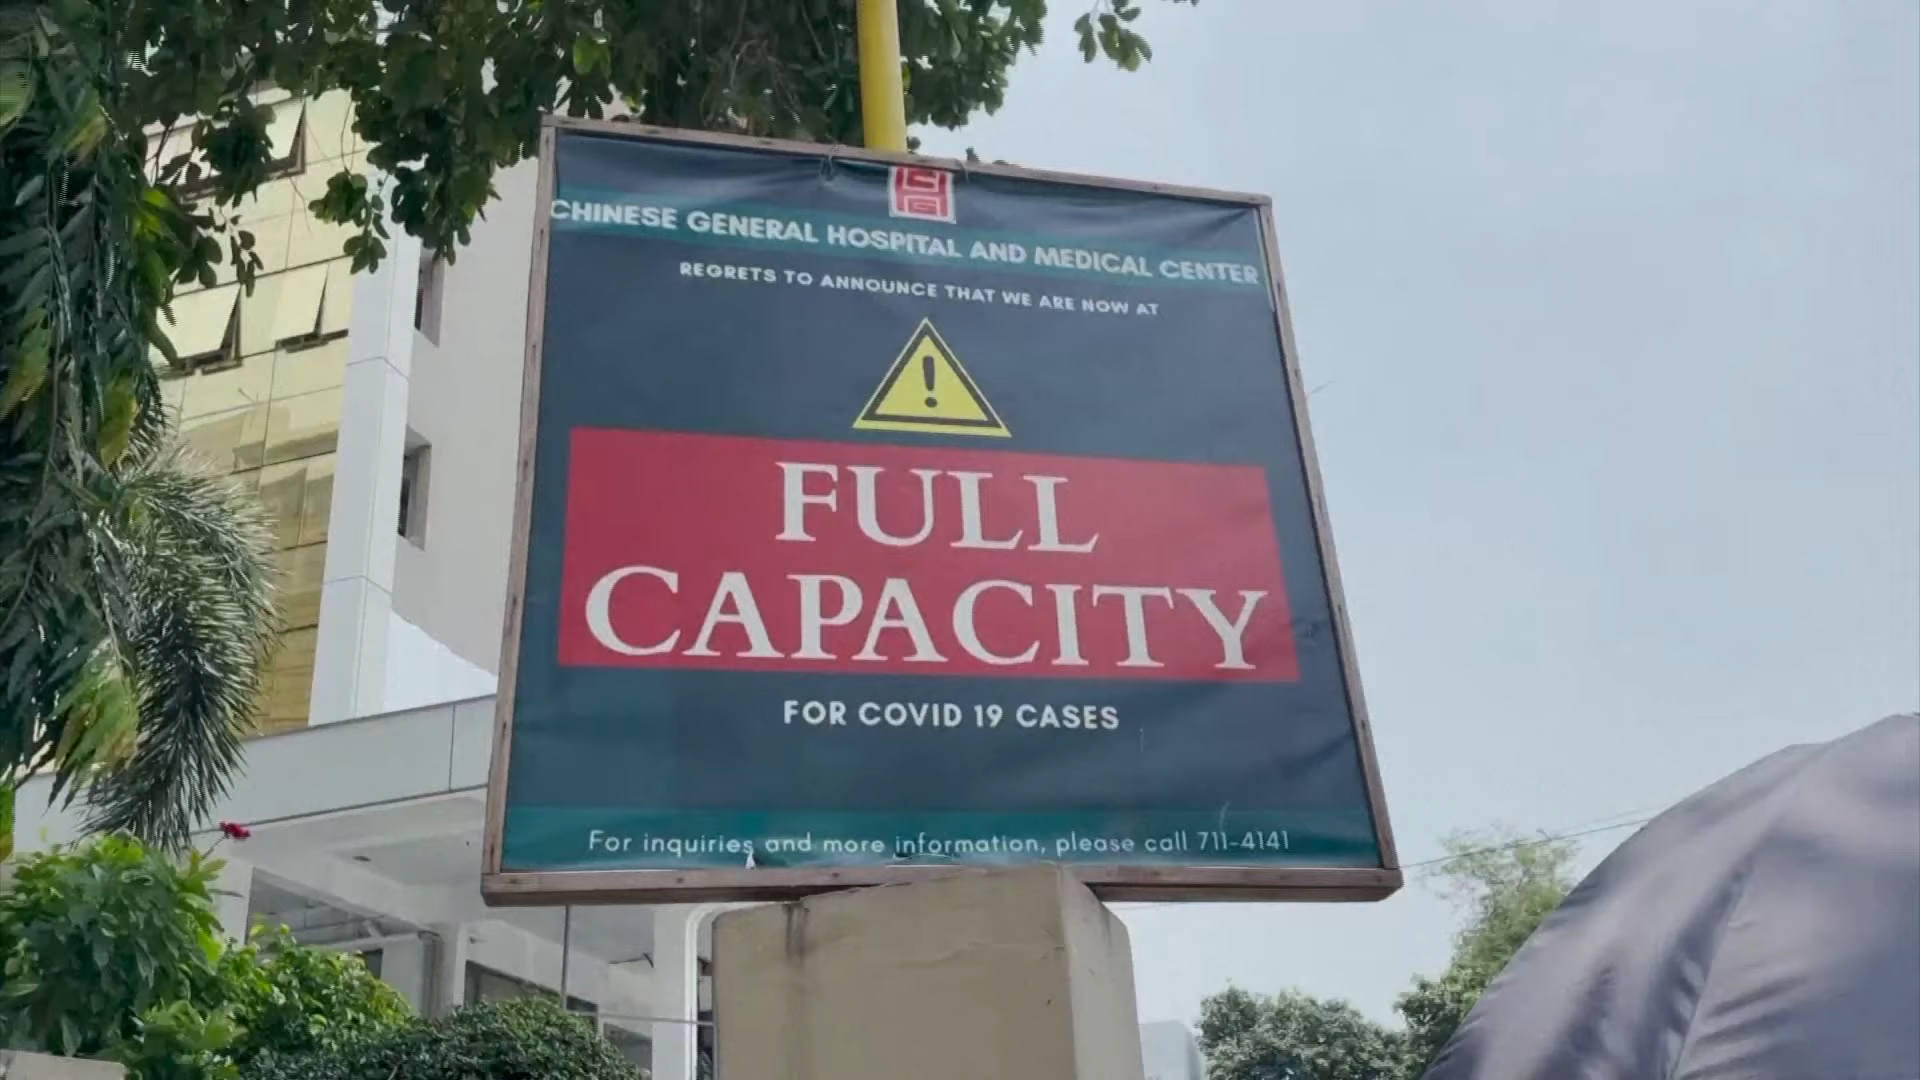 CHINESE GENERAL HOSPITAL AND MEDICAL CENTER
REGRETS TO ANNOUNCE THAT WE ARE NOW AT
!
FULL
CAPACITY
FOR COVID 19 CASES
For inquiries and more information, please call 711-4141